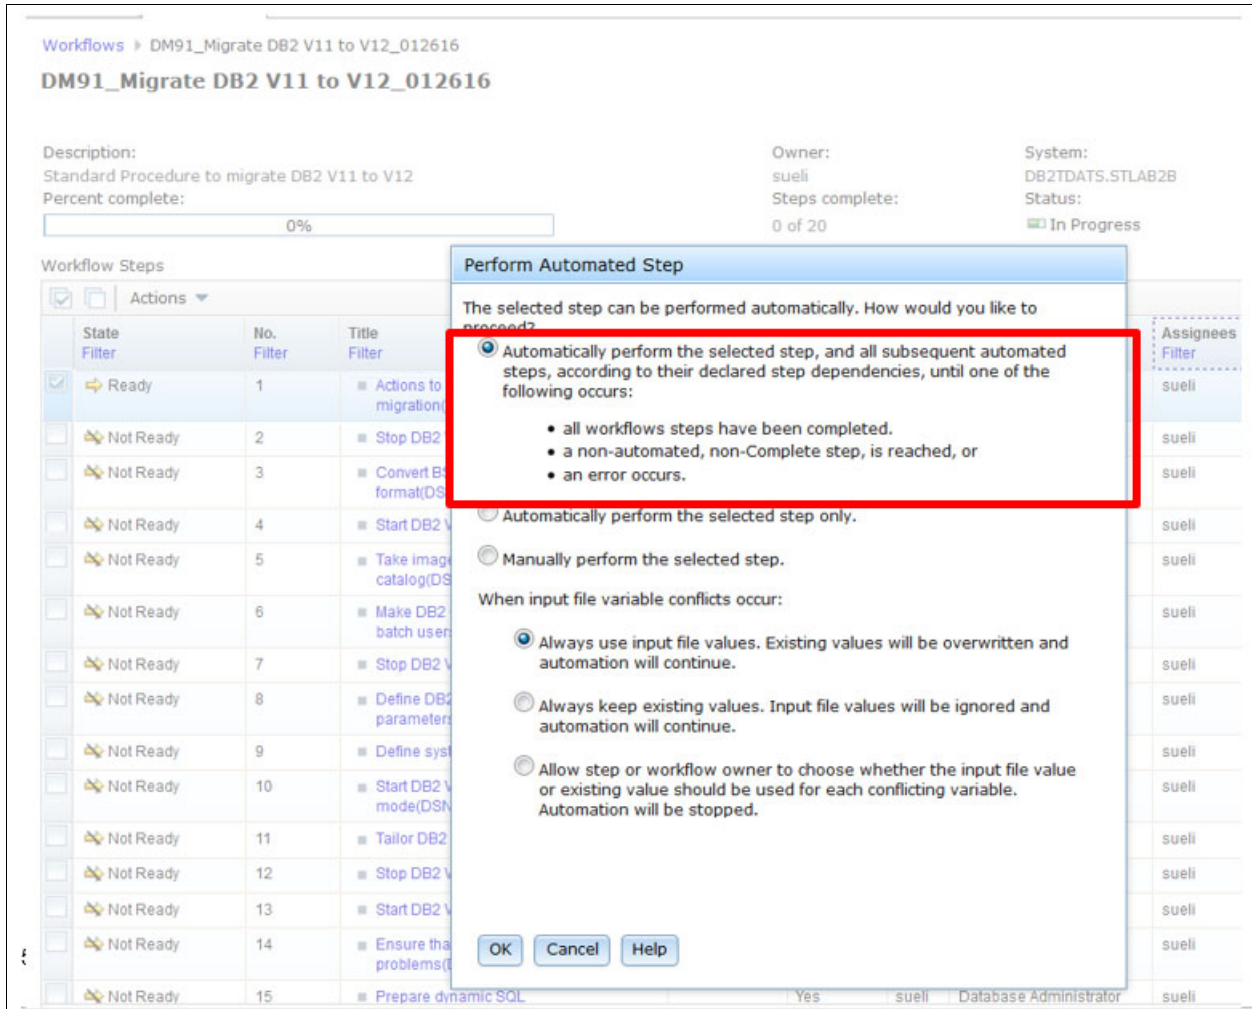 Workflows ▸ DM91_Migrate DB2 V11 to V12_012616
DM91_Migrate DB2 V11 to V12_012616
Description:
Standard Procedure to migrate DB2 V11 to V12
Percent complete:
0%
Owner:
sueli
Steps complete:
0 of 20
System:
DB2TDATS.STLAB2B
Status:
In Progress
Workflow Steps
Actions
State
Filter
No.
Filter
Title
Filter
Assignees
Filter
Ready 1 Actions to sueli
migration(
Not Ready 2 Stop DB2 sueli
Not Ready 3 Convert BS sueli
format(DS
Not Ready 4 Start DB2 V sueli
Not Ready 5 Take image sueli
catalog(DS
Not Ready 6 Make DB2 sueli
batch user
Not Ready 7 Stop DB2 V sueli
Not Ready 8 Define DB2 sueli
parameters
Not Ready 9 Define syst sueli
Not Ready 10 Start DB2 V sueli
mode(DSN
Not Ready 11 Tailor DB2 sueli
Not Ready 12 Stop DB2 V sueli
Not Ready 13 Start DB2 V sueli
Not Ready 14 Ensure tha sueli
problems(D
Not Ready 15 Prepare dynamic SQL Yes sueli Database Administrator sueli
Perform Automated Step
The selected step can be performed automatically. How would you like to
proceed?
Automatically perform the selected step, and all subsequent automated
steps, according to their declared step dependencies, until one of the
following occurs:
• all workflows steps have been completed.
• a non-automated, non-Complete step, is reached, or
• an error occurs.
Automatically perform the selected step only.
Manually perform the selected step.
When input file variable conflicts occur:
Always use input file values. Existing values will be overwritten and
automation will continue.
Always keep existing values. Input file values will be ignored and
automation will continue.
Allow step or workflow owner to choose whether the input file value
or existing value should be used for each conflicting variable.
Automation will be stopped.
OK Cancel Help